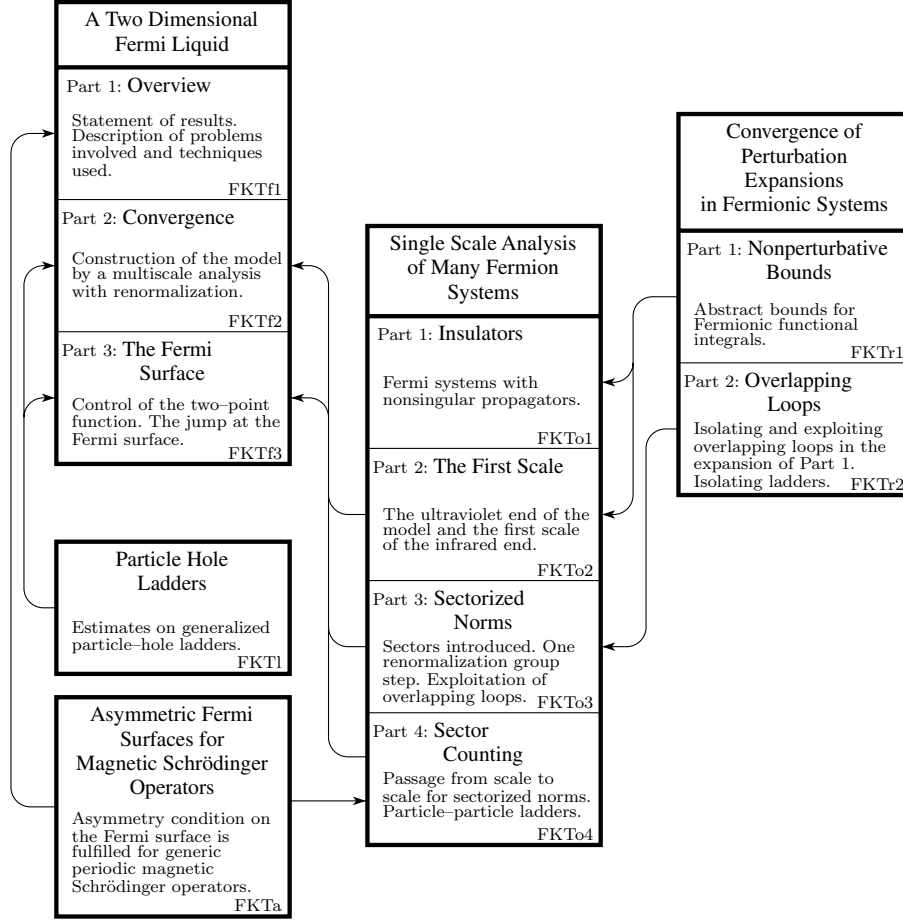 A Two Dimensional
Fermi Liquid
Part 1: Overview
Statement of results.
Description of problems
involved and techniques
used.
FKTf1
Part 2: Convergence
Construction of the model
by a multiscale analysis
with renormalization.
FKTf2
Part 3: The Fermi
Surface
Control of the two–point
function. The jump at the
Fermi surface.
FKTf3
Particle Hole
Ladders
Estimates on generalized
particle–hole ladders.
FKTl
Asymmetric Fermi
Surfaces for
Magnetic Schrödinger
Operators
Asymmetry condition on
the Fermi surface is
fulfilled for generic
periodic magnetic
Schrödinger operators.
FKTa
Single Scale Analysis
of Many Fermion
Systems
Part 1: Insulators
Fermi systems with
nonsingular propagators.
FKTo1
Part 2: The First Scale
The ultraviolet end of the
model and the first scale
of the infrared end.
FKTo2
Part 3: Sectorized
Norms
Sectors introduced. One
renormalization group
step. Exploitation of
overlapping loops. FKTo3
Part 4: Sector
Counting
Passage from scale to
scale for sectorized norms.
Particle–particle ladders.
FKTo4
Convergence of
Perturbation
Expansions
in Fermionic Systems
Part 1: Nonperturbative
Bounds
Abstract bounds for
Fermionic functional
integrals.
FKTr1
Part 2: Overlapping
Loops
Isolating and exploiting
overlapping loops in the
expansion of Part 1.
Isolating ladders. FKTr2